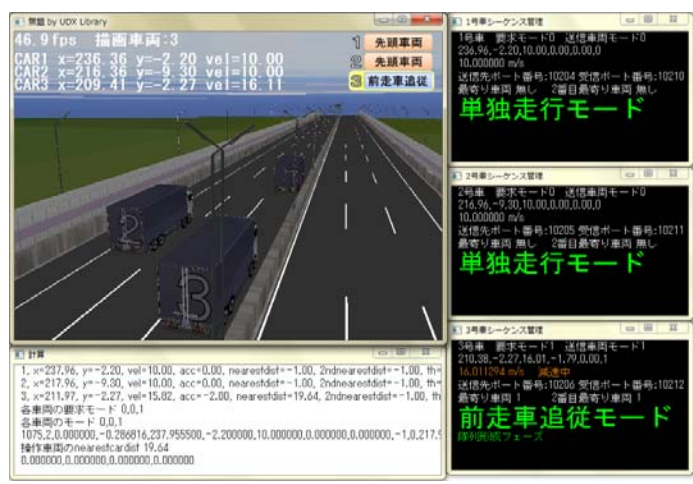 無題 by UDX Library
46.9fps 描画車両:3
CAR1 x=236.36 y=-2.20 vel=10.00
CAR2 x=216.36 y=-9.30 vel=10.00
CAR3 x=209.41 y=-2.27 vel=16.11
1 先頭車両
2 先頭車両
3 前走車追従
2
3
計算
1, x=237.96, y=-2.20, vel=10.00, acc=0.00, nearestdist=-1.00, 2ndnearestdist=-1.00, th=
2, x=217.96, y=-9.30, vel=10.00, acc=0.00, nearestdist=-1.00, 2ndnearestdist=-1.00, th=
3, x=211.97, y=-2.27, vel=15.82, acc=-2.00, nearestdist=19.64, 2ndnearestdist=-1.00, th
各車両の要求モード 0,0,1
各車両のモード 0,0,1
1075,2,0.000000,-0.286816,237.955500,-2.200000,10.000000,0.000000,0.000000,-1,0,217.9
操作車両のnearestcardist 19.64
0.000000,0.000000,0.000000,0.000000
1号車シーケンス管理
1号車 要求モード0 送信車両モード0
236.96,-2.20,10.00,0.00,0.00,0
10.000000 m/s
送信先ポート番号:10204 受信ポート番号:10210
最寄り車両 無し 2番目最寄り車両 無し
単独走行モード
2号車シーケンス管理
2号車 要求モード0 送信車両モード0
216.96,-9.30,10.00,0.00,0.00,0
10.000000 m/s
送信先ポート番号:10205 受信ポート番号:10211
最寄り車両 無し 2番目最寄り車両 無し
単独走行モード
3号車シーケンス管理
3号車 要求モード1 送信車両モード1
210.38,-2.27,16.01,-1.79,0.00,1
16.011294 m/s 減速中
送信先ポート番号:10206 受信ポート番号:10212
最寄り車両 1 2番目最寄り車両 1
前走車追従モード
隊列形成フェーズ